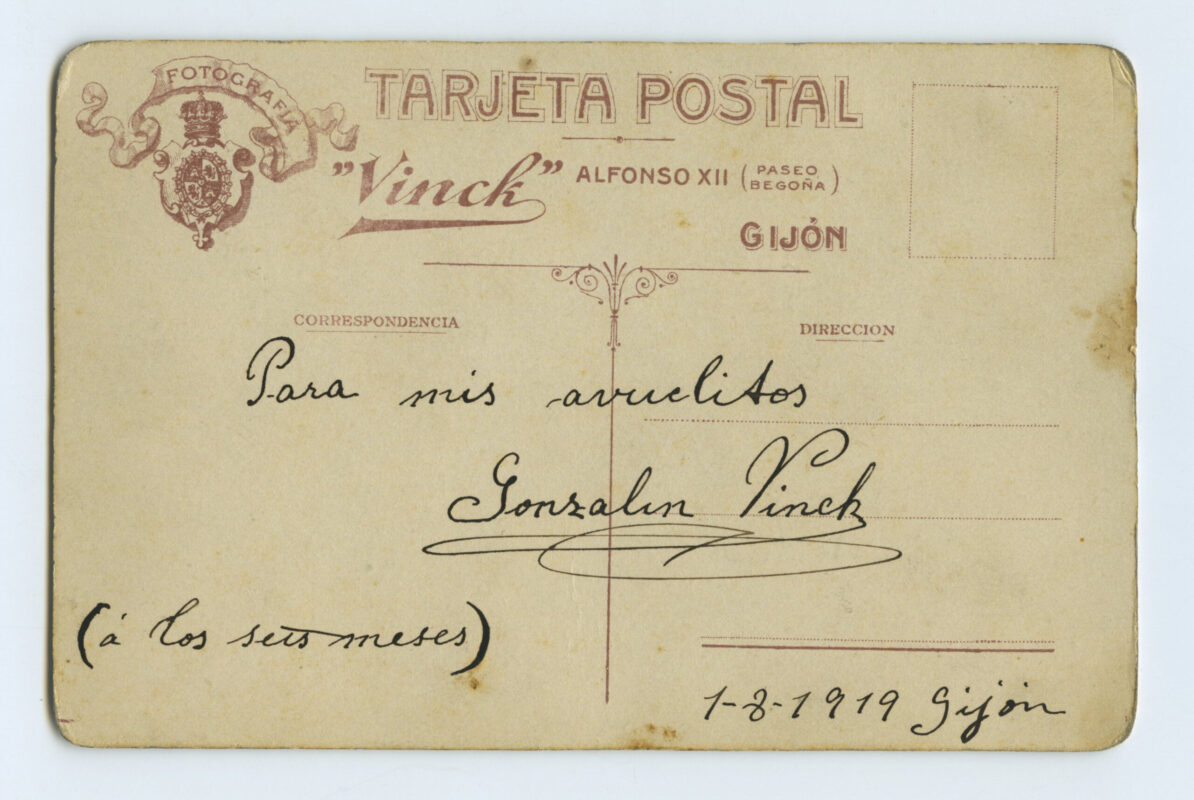 FOTOGRAFIA
TARJETA POSTAL
"Vinck" ALFONSO XII (PASEO BEGOÑA)
GIJÓN
CORRESPONDENCIA
DIRECCION
Para mis avuelitos
Gonzalin Vinck
(á los seis meses)
1-8-1919 Gijón